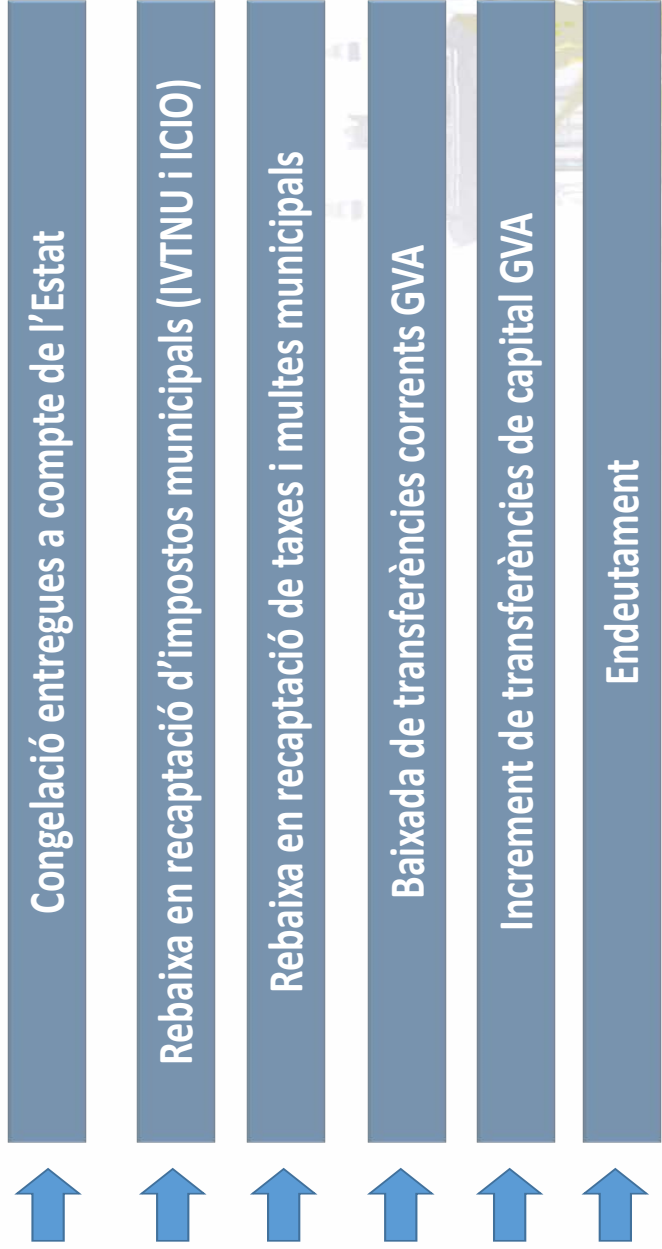 Congelació entregues a compte de l’Estat
Rebaixa en recaptació d’impostos municipals (IVTNU i ICIO)
Rebaixa en recaptació de taxes i multes municipals
Baixada de transferències corrents GVA
Increment de transferències de capital GVA
Endeutament